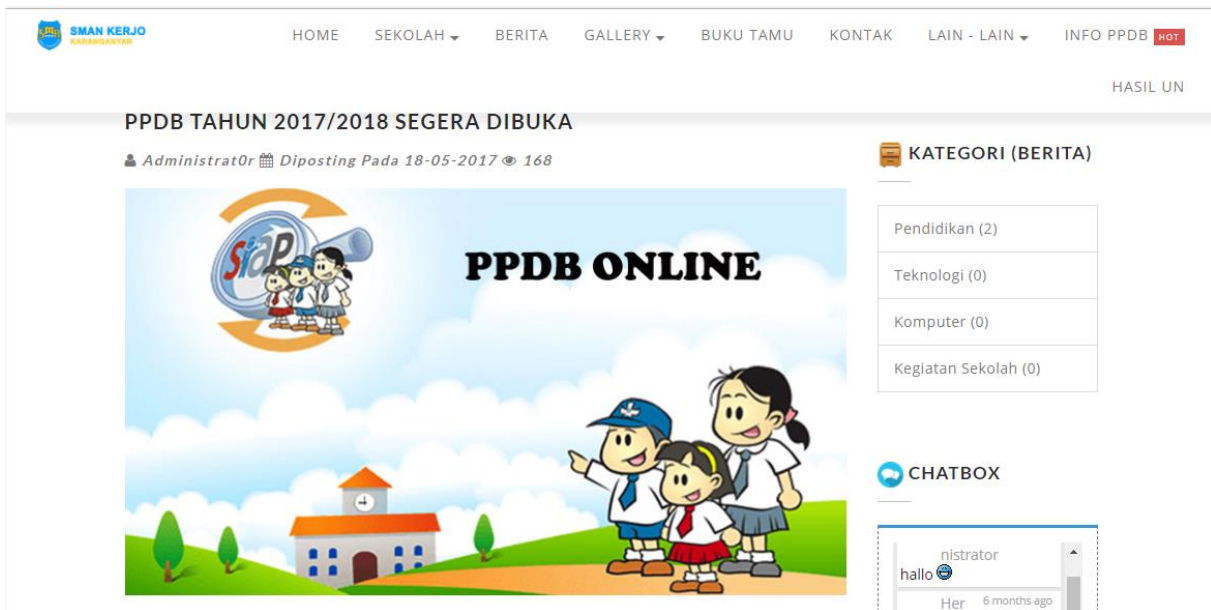 SMAN KERJO
KARANGANYAR
HOME SEKOLAH BERITA GALLERY BUKU TAMU KONTAK LAIN - LAIN INFO PPDB HOT
HASIL UN
PPDB TAHUN 2017/2018 SEGERA DIBUKA
Administrat0r Diposting Pada 18-05-2017 168
SiAP
PPDB ONLINE
KATEGORI (BERITA)
Pendidikan (2)
Teknologi (0)
Komputer (0)
Kegiatan Sekolah (0)
CHATBOX
nistrator
hallo
Her 6 months ago